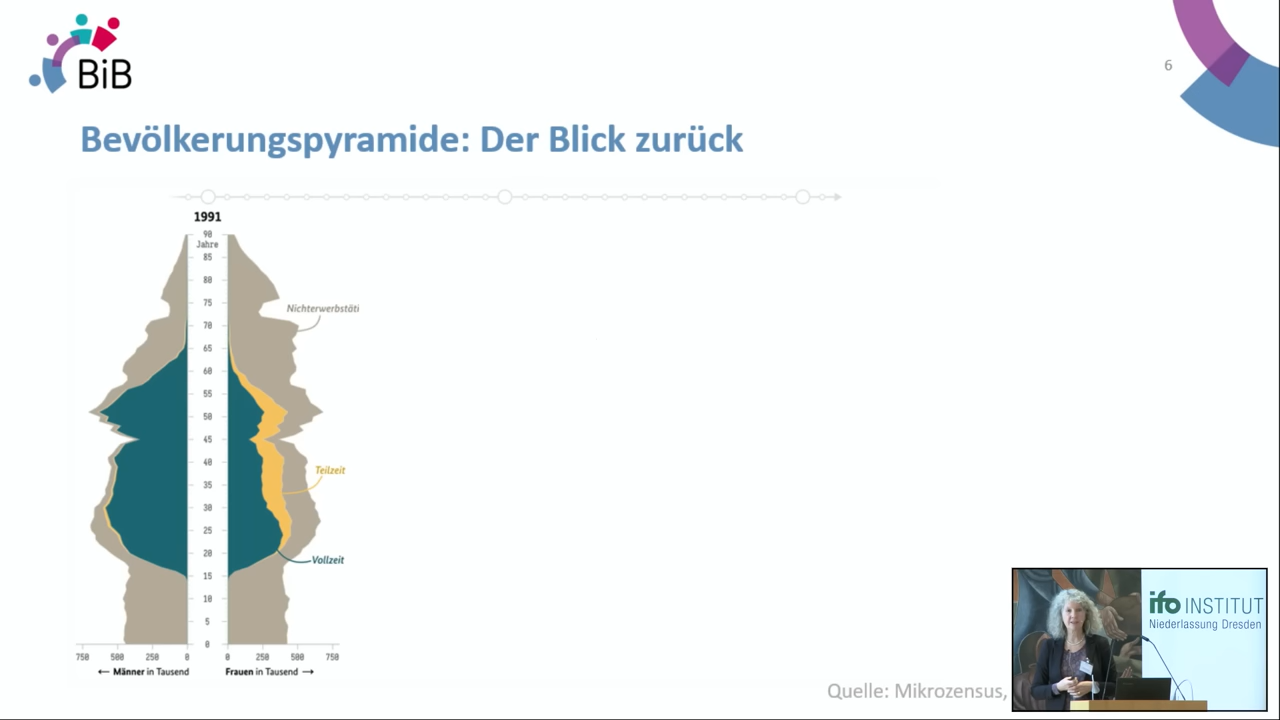 BiB
6
Bevölkerungspyramide: Der Blick zurück
1991
90
Jahre
85
80
75
Nichterwerbstäti
70
65
60
55
50
45
40
Teilzeit
35
30
25
20
Vollzeit
15
10
5
0
750 500 250 0 0 250 500 750
← Männer in Tausend Frauen in Tausend →
Quelle: Mikrozensus,
ifo INSTITUT
Niederlassung Dresden